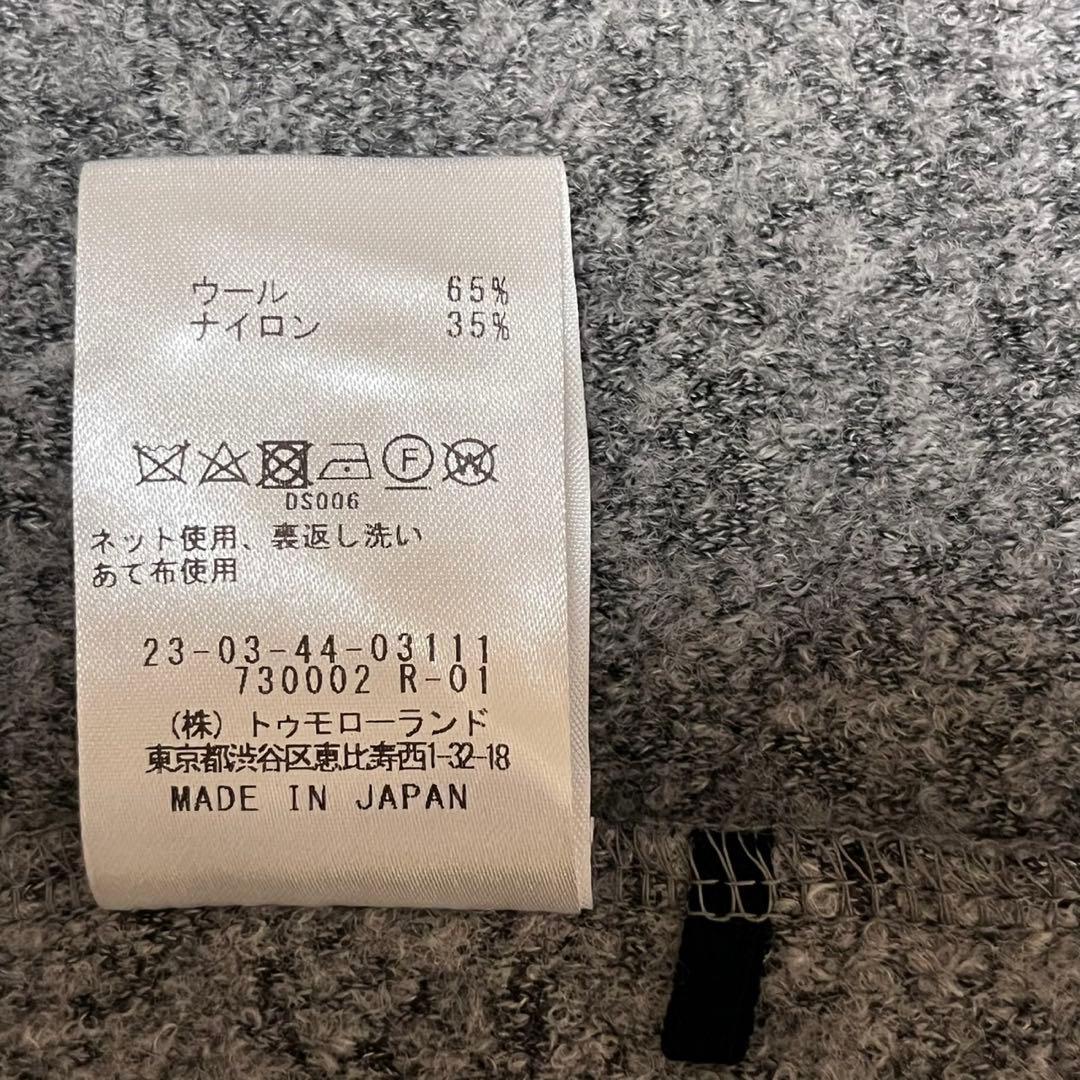 ウール 65%
ナイロン 35%
F W
DS006
ネット使用、裏返し洗い
あて布使用
23-03-44-03111
730002 R-01
(株)トゥモローランド
東京都渋谷区恵比寿西1-32-18
MADE IN JAPAN